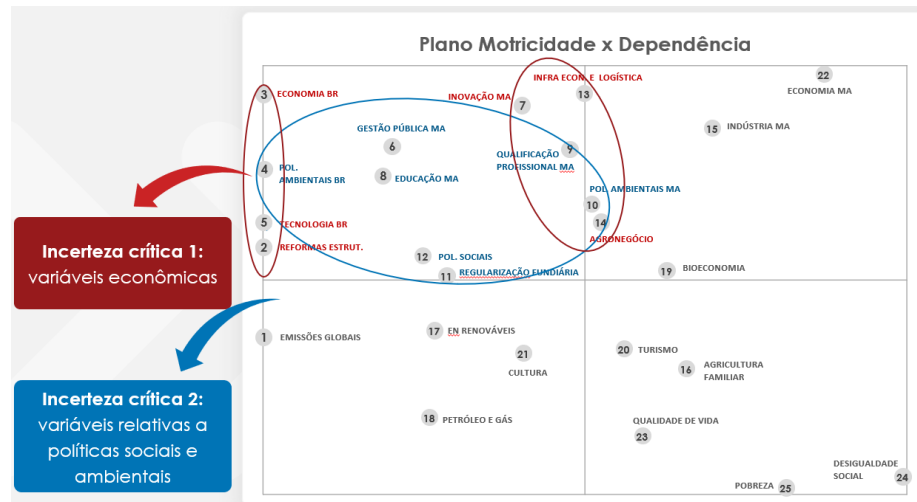 Plano Motricidade x Dependência
22
ECONOMIA MA
INFRA ECON. E LOGÍSTICA
13
3 ECONOMIA BR
INOVAÇÃO MA
7
15 INDÚSTRIA MA
GESTÃO PÚBLICA MA
6
QUALIFICAÇÃO
PROFISSIONAL MA
9
4 POL.
AMBIENTAIS BR
8 EDUCAÇÃO MA
POL. AMBIENTAIS MA
10
14
AGRONEGÓCIO
5 TECNOLOGIA BR
2 REFORMAS ESTRUT.
12 POL. SOCIAIS
11 REGULARIZAÇÃO FUNDIÁRIA
19 BIOECONOMIA
1 EMISSÕES GLOBAIS
17 EN RENOVÁVEIS
21
CULTURA
20 TURISMO
16 AGRICULTURA
FAMILIAR
18 PETRÓLEO E GÁS
QUALIDADE DE VIDA
23
DESIGUALDADE
SOCIAL
24
POBREZA 25
Incerteza crítica 1:
variáveis econômicas
Incerteza crítica 2:
variáveis relativas a
políticas sociais e
ambientais